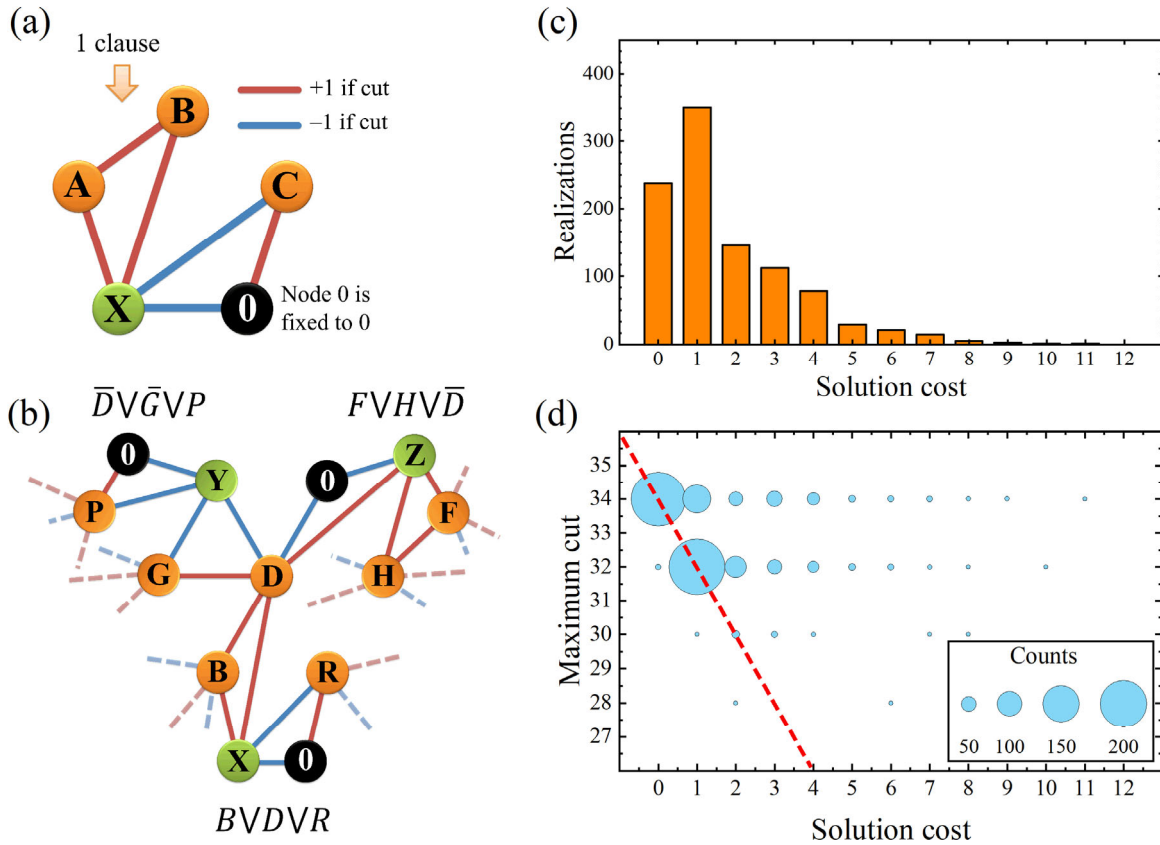 (a)
1 clause
B
+1 if cut
−1 if cut
A
C
X
0
Node 0 is
fixed to 0
(b)
D̅⋁G̅⋁P
F⋁H⋁D̅
0
Y
0
Z
P
F
G
D
H
B
R
X
0
B⋁D⋁R
(c)
Realizations
400
300
200
100
0
0 1 2 3 4 5 6 7 8 9 10 11 12
Solution cost
(d)
Maximum cut
35
34
33
32
31
30
29
28
27
26
Counts
50 100 150 200
0 1 2 3 4 5 6 7 8 9 10 11 12
Solution cost